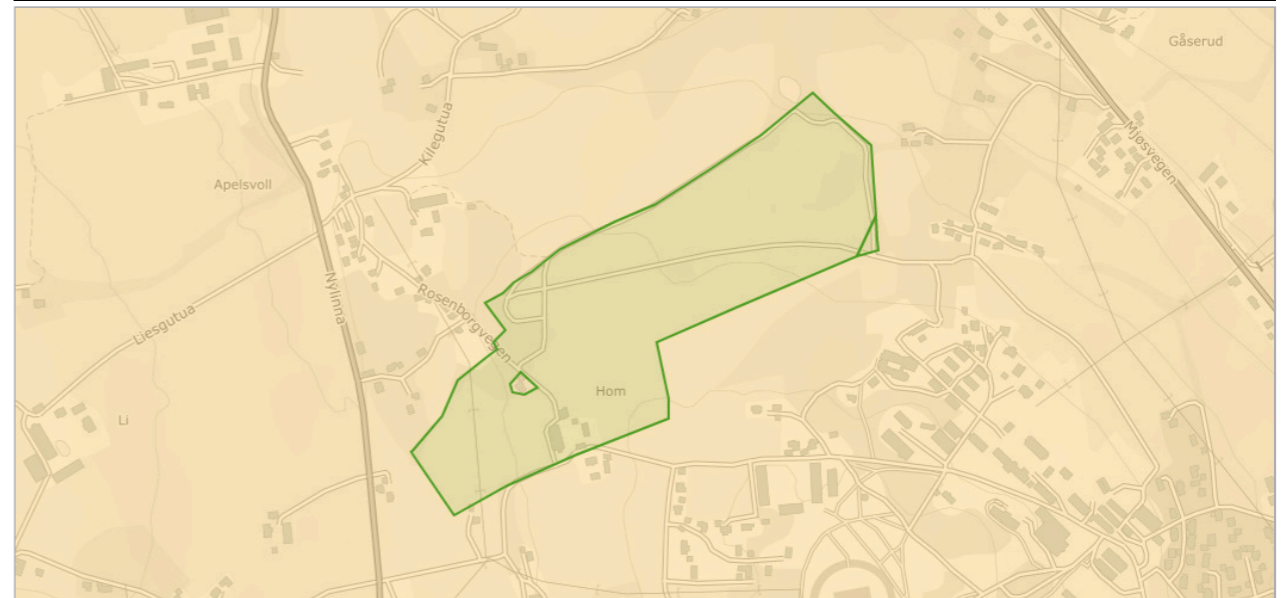 Gåserud
Kilegutua
Mjøsvegen
Apelsvoll
Nylinna
Rosenborgvegen
Liesgutua
Hom
Li